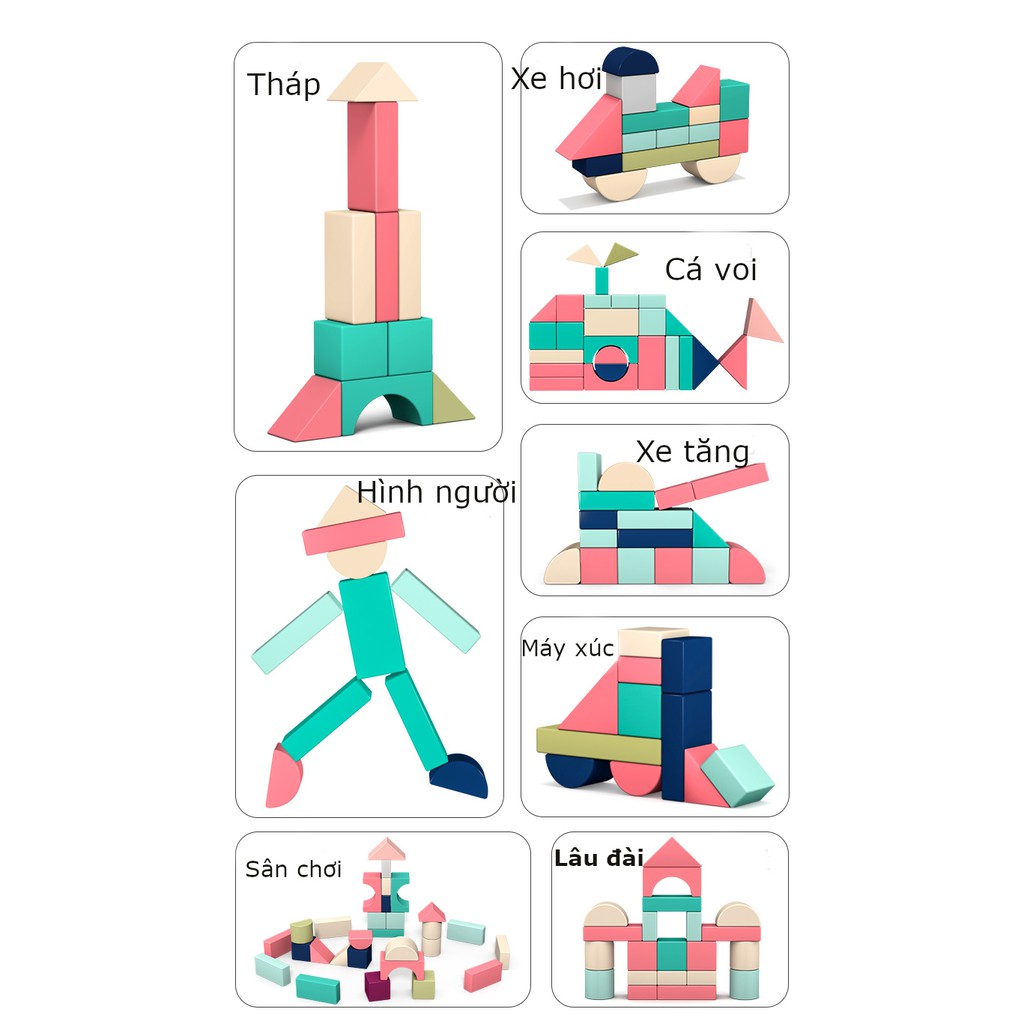 Tháp
Xe hơi
Cá voi
Xe tăng
Hình người
Máy xúc
Sân chơi
Lâu đài